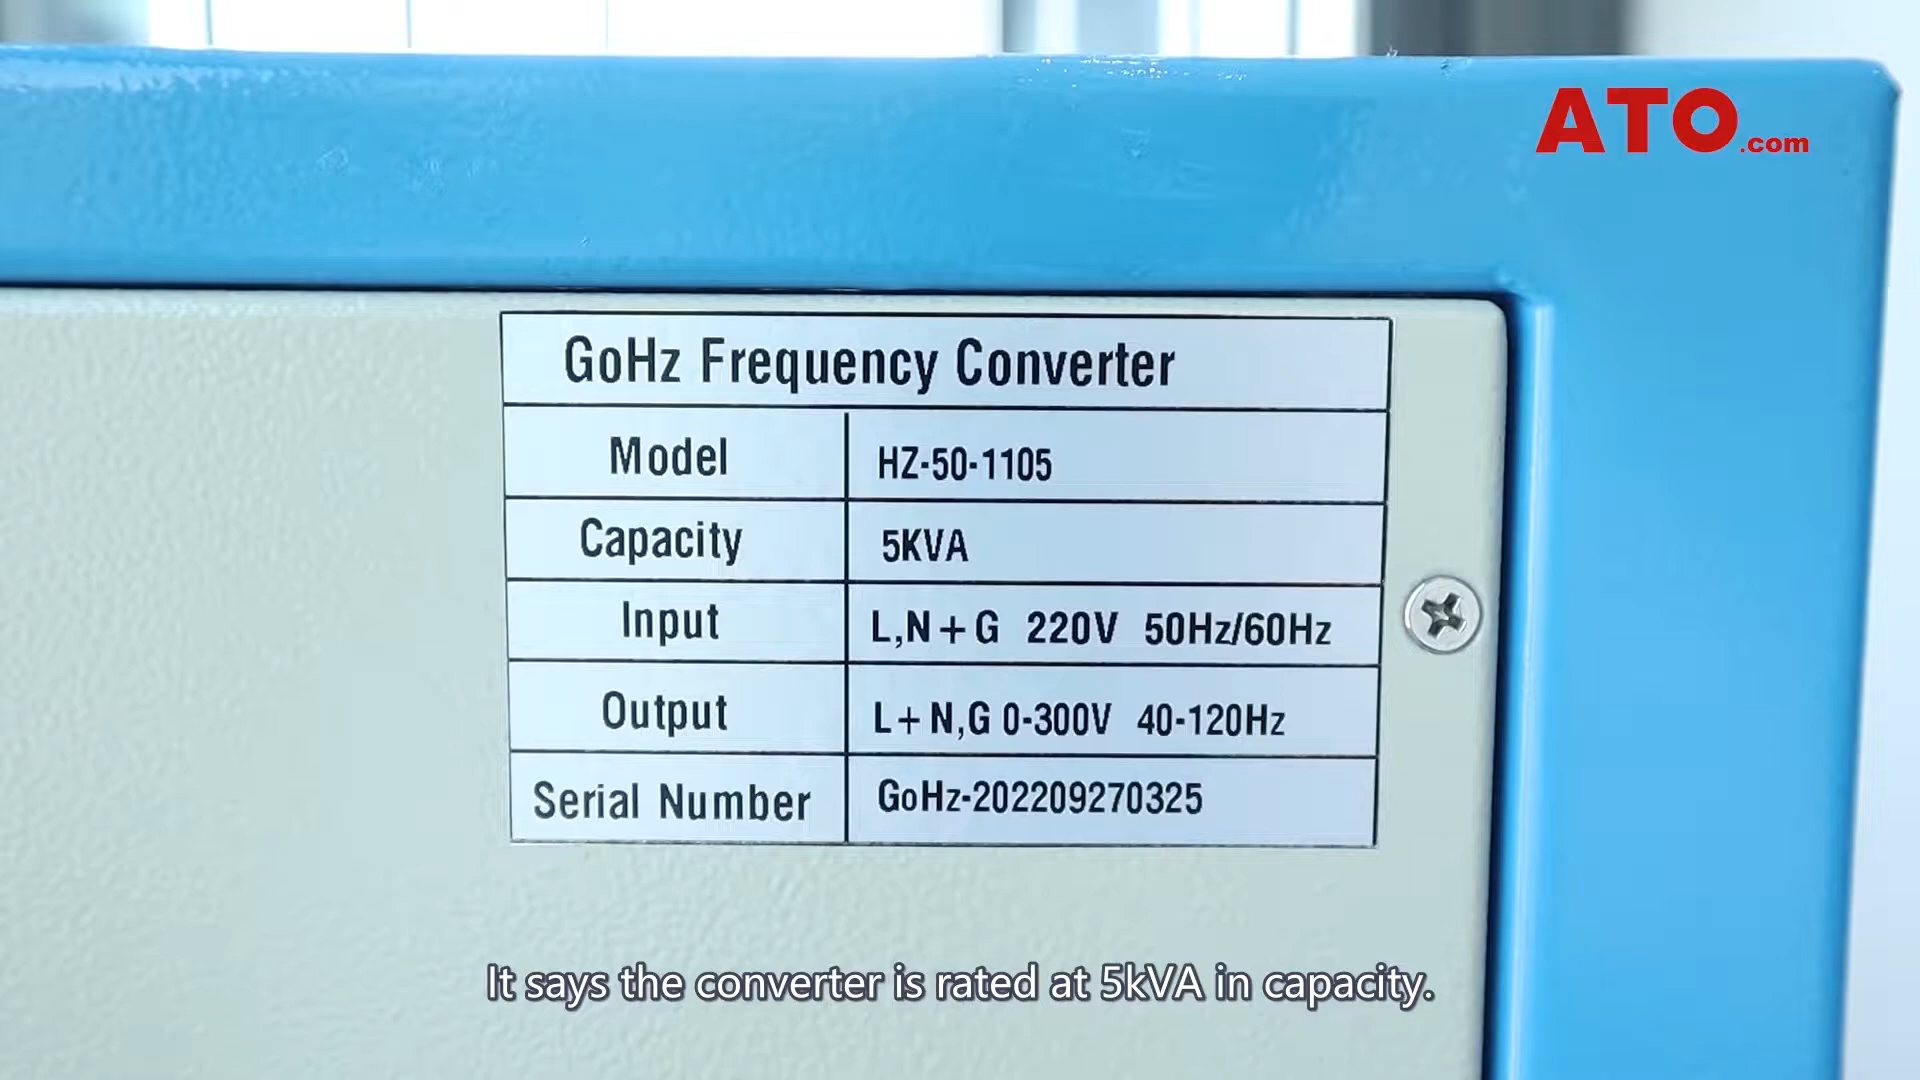 ATO.com
GoHz Frequency Converter
Model HZ-50-1105
Capacity 5KVA
Input L,N+G 220V 50Hz/60Hz
Output L+N,G 0-300V 40-120Hz
Serial Number GoHz-202209270325
It says the converter is rated at 5kVA in capacity.